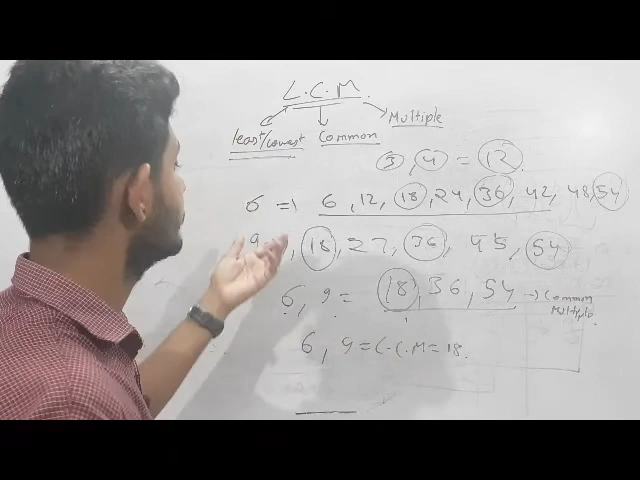 L.C.M.
least/lowest Common Multiple
3, 4 = 12.
6 => 6, 12, 18, 24, 36, 42, 48, 54
9 , 18, 27, 36, 45, 54
6, 9 = 18, 36, 54 → Common Multiple.
6, 9 = L.C.M = 18.